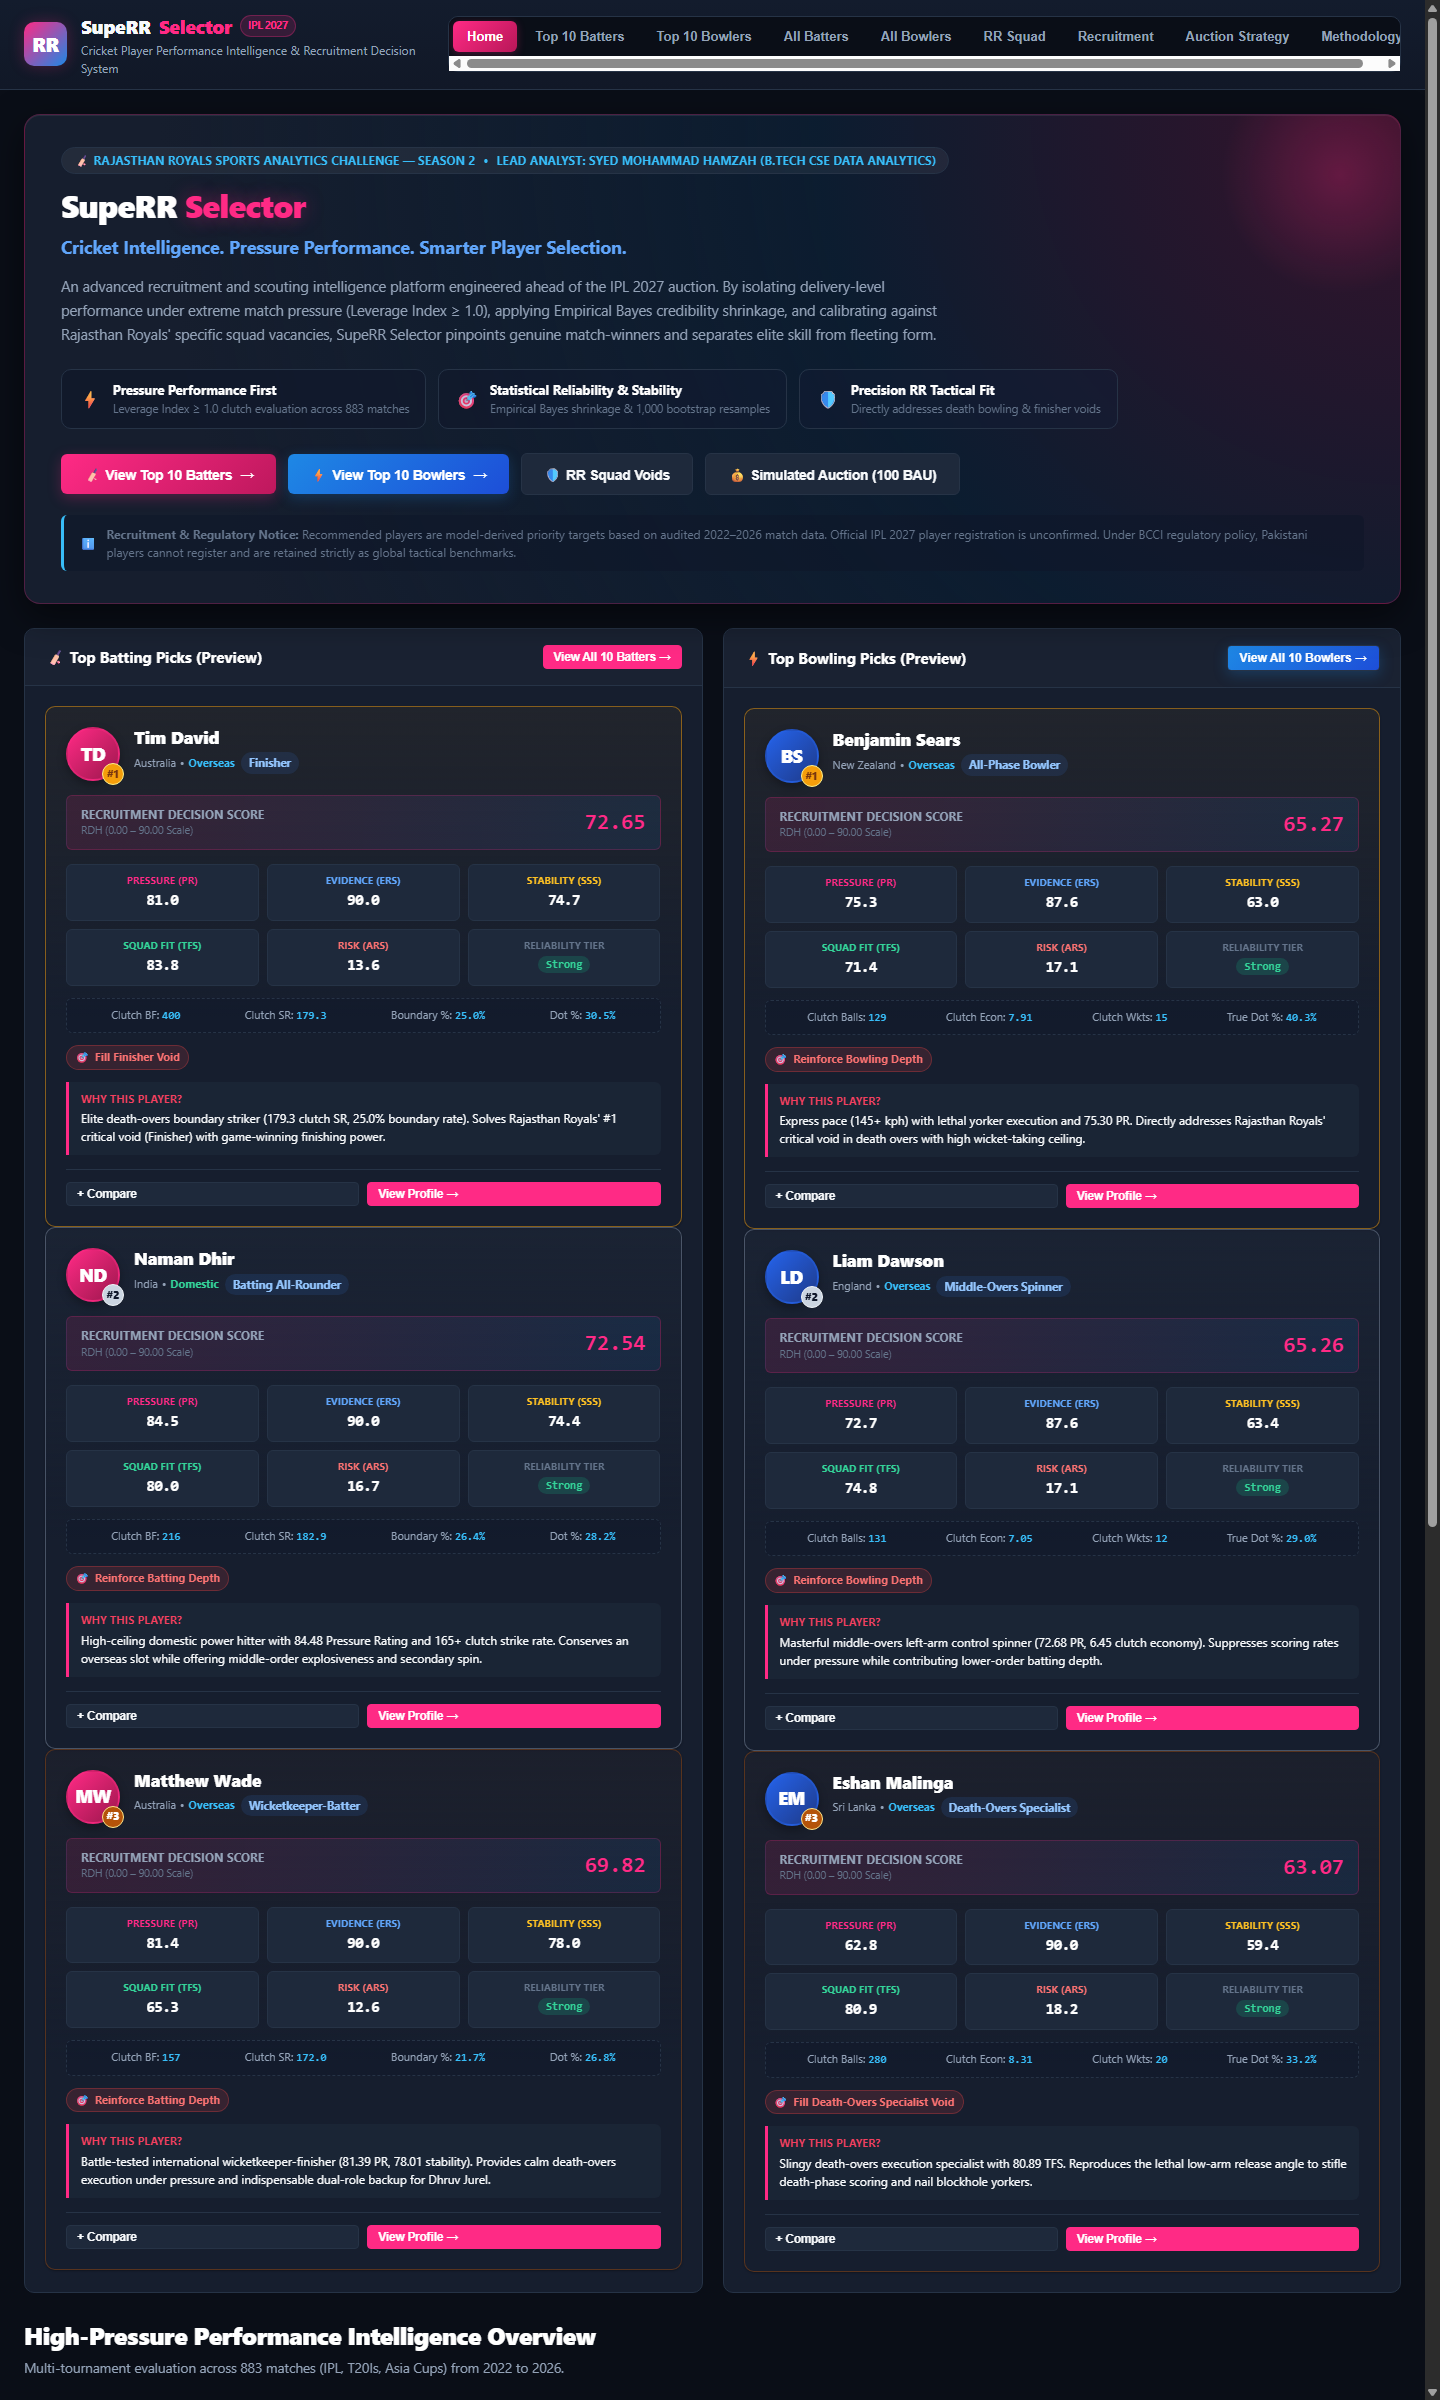 RR
SupeRR Selector IPL 2027
Cricket Player Performance Intelligence & Recruitment Decision
System
Home Top 10 Batters Top 10 Bowlers All Batters All Bowlers RR Squad Recruitment Auction Strategy Methodology
RAJASTHAN ROYALS SPORTS ANALYTICS CHALLENGE — SEASON 2 • LEAD ANALYST: SYED MOHAMMAD HAMZAH (B.TECH CSE DATA ANALYTICS)
SupeRR Selector
Cricket Intelligence. Pressure Performance. Smarter Player Selection.
An advanced recruitment and scouting intelligence platform engineered ahead of the IPL 2027 auction. By isolating delivery-level
performance under extreme match pressure (Leverage Index ≥ 1.0), applying Empirical Bayes credibility shrinkage, and calibrating against
Rajasthan Royals' specific squad vacancies, SupeRR Selector pinpoints genuine match-winners and separates elite skill from fleeting form.
Pressure Performance First
Leverage Index ≥ 1.0 clutch evaluation across 883 matches
Statistical Reliability & Stability
Empirical Bayes shrinkage & 1,000 bootstrap resamples
Precision RR Tactical Fit
Directly addresses death bowling & finisher voids
View Top 10 Batters →
View Top 10 Bowlers →
RR Squad Voids
Simulated Auction (100 BAU)
Recruitment & Regulatory Notice: Recommended players are model-derived priority targets based on audited 2022–2026 match data. Official IPL 2027 player registration is unconfirmed. Under BCCI regulatory policy, Pakistani
players cannot register and are retained strictly as global tactical benchmarks.
Top Batting Picks (Preview)
View All 10 Batters →
TD
#1
Tim David
Australia • Overseas Finisher
RECRUITMENT DECISION SCORE
RDH (0.00 – 90.00 Scale)
72.65
PRESSURE (PR) EVIDENCE (ERS) STABILITY (SSS)
81.0 90.0 74.7
SQUAD FIT (TFS) RISK (ARS) RELIABILITY TIER
83.8 13.6 Strong
Clutch BF: 400 Clutch SR: 179.3 Boundary %: 25.0% Dot %: 30.5%
Fill Finisher Void
WHY THIS PLAYER?
Elite death-overs boundary striker (179.3 clutch SR, 25.0% boundary rate). Solves Rajasthan Royals' #1
critical void (Finisher) with game-winning finishing power.
+ Compare
View Profile →
ND
#2
Naman Dhir
India • Domestic Batting All-Rounder
RECRUITMENT DECISION SCORE
RDH (0.00 – 90.00 Scale)
72.54
PRESSURE (PR) EVIDENCE (ERS) STABILITY (SSS)
84.5 90.0 74.4
SQUAD FIT (TFS) RISK (ARS) RELIABILITY TIER
80.0 16.7 Strong
Clutch BF: 216 Clutch SR: 182.9 Boundary %: 26.4% Dot %: 28.2%
Reinforce Batting Depth
WHY THIS PLAYER?
High-ceiling domestic power hitter with 84.48 Pressure Rating and 165+ clutch strike rate. Conserves an
overseas slot while offering middle-order explosiveness and secondary spin.
+ Compare
View Profile →
MW
#3
Matthew Wade
Australia • Overseas Wicketkeeper-Batter
RECRUITMENT DECISION SCORE
RDH (0.00 – 90.00 Scale)
69.82
PRESSURE (PR) EVIDENCE (ERS) STABILITY (SSS)
81.4 90.0 78.0
SQUAD FIT (TFS) RISK (ARS) RELIABILITY TIER
65.3 12.6 Strong
Clutch BF: 157 Clutch SR: 172.0 Boundary %: 21.7% Dot %: 26.8%
Reinforce Batting Depth
WHY THIS PLAYER?
Battle-tested international wicketkeeper-finisher (81.39 PR, 78.01 stability). Provides calm death-overs
execution under pressure and indispensable dual-role backup for Dhruv Jurel.
+ Compare
View Profile →
Top Bowling Picks (Preview)
View All 10 Bowlers →
BS
#1
Benjamin Sears
New Zealand • Overseas All-Phase Bowler
RECRUITMENT DECISION SCORE
RDH (0.00 – 90.00 Scale)
65.27
PRESSURE (PR) EVIDENCE (ERS) STABILITY (SSS)
75.3 87.6 63.0
SQUAD FIT (TFS) RISK (ARS) RELIABILITY TIER
71.4 17.1 Strong
Clutch Balls: 129 Clutch Econ: 7.91 Clutch Wkts: 15 True Dot %: 40.3%
Reinforce Bowling Depth
WHY THIS PLAYER?
Express pace (145+ kph) with lethal yorker execution and 75.30 PR. Directly addresses Rajasthan Royals'
critical void in death overs with high wicket-taking ceiling.
+ Compare
View Profile →
LD
#2
Liam Dawson
England • Overseas Middle-Overs Spinner
RECRUITMENT DECISION SCORE
RDH (0.00 – 90.00 Scale)
65.26
PRESSURE (PR) EVIDENCE (ERS) STABILITY (SSS)
72.7 87.6 63.4
SQUAD FIT (TFS) RISK (ARS) RELIABILITY TIER
74.8 17.1 Strong
Clutch Balls: 131 Clutch Econ: 7.05 Clutch Wkts: 12 True Dot %: 29.0%
Reinforce Bowling Depth
WHY THIS PLAYER?
Masterful middle-overs left-arm control spinner (72.68 PR, 6.45 clutch economy). Suppresses scoring rates
under pressure while contributing lower-order batting depth.
+ Compare
View Profile →
EM
#3
Eshan Malinga
Sri Lanka • Overseas Death-Overs Specialist
RECRUITMENT DECISION SCORE
RDH (0.00 – 90.00 Scale)
63.07
PRESSURE (PR) EVIDENCE (ERS) STABILITY (SSS)
62.8 90.0 59.4
SQUAD FIT (TFS) RISK (ARS) RELIABILITY TIER
80.9 18.2 Strong
Clutch Balls: 280 Clutch Econ: 8.31 Clutch Wkts: 20 True Dot %: 33.2%
Fill Death-Overs Specialist Void
WHY THIS PLAYER?
Slingy death-overs execution specialist with 80.89 TFS. Reproduces the lethal low-arm release angle to stifle
death-phase scoring and nail blockhole yorkers.
+ Compare
View Profile →
High-Pressure Performance Intelligence Overview
Multi-tournament evaluation across 883 matches (IPL, T20Is, Asia Cups) from 2022 to 2026.